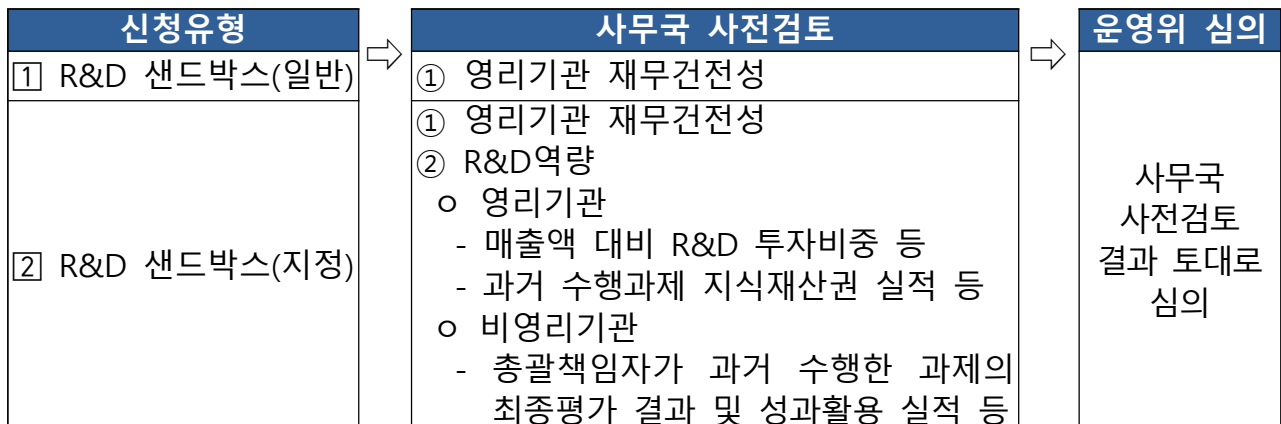 신청유형
⇨
사무국 사전검토
⇨
운영위 심의
1 R&D 샌드박스(일반)
① 영리기관 재무건전성
2 R&D 샌드박스(지정)
① 영리기관 재무건전성
② R&D역량
ㅇ 영리기관
- 매출액 대비 R&D 투자비중 등
- 과거 수행과제 지식재산권 실적 등
ㅇ 비영리기관
- 총괄책임자가 과거 수행한 과제의
최종평가 결과 및 성과활용 실적 등
사무국
사전검토
결과 토대로
심의